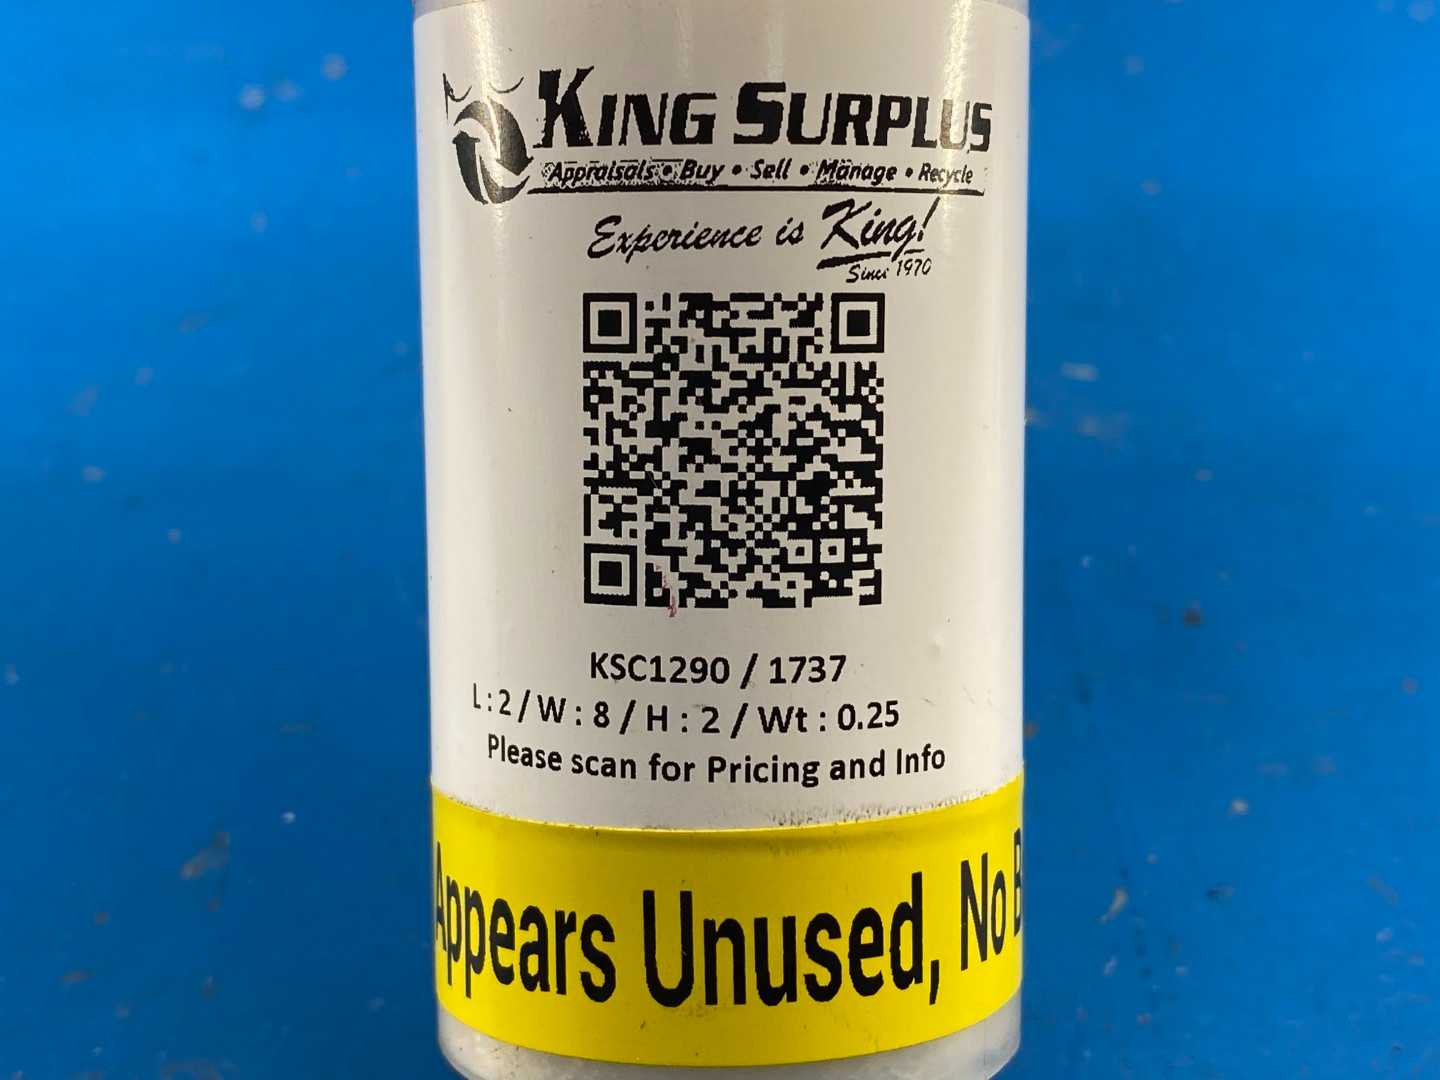 KING SURPLUS
Appraisals • Buy • Sell • Manage • Recycle
Experience is King!
Since 1970
KSC1290 / 1737
L : 2 / W : 8 / H : 2 / Wt : 0.25
Please scan for Pricing and Info
Appears Unused, No B